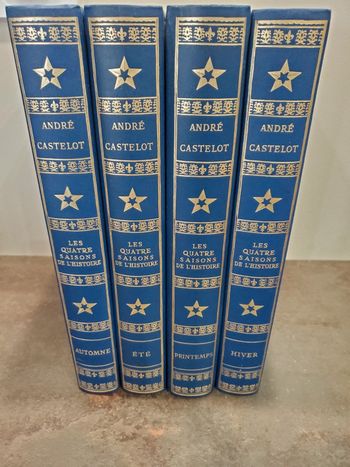 ANDRÉ
CASTELOT
LES
QUATRE
SAISONS
DE L'HISTOIRE
AUTOMNE
ANDRÉ
CASTELOT
LES
QUATRE
SAISONS
DE L'HISTOIRE
ÉTÉ
ANDRÉ
CASTELOT
LES
QUATRE
SAISONS
DE L'HISTOIRE
PRINTEMPS
ANDRÉ
CASTELOT
LES
QUATRE
SAISONS
DE L'HISTOIRE
HIVER